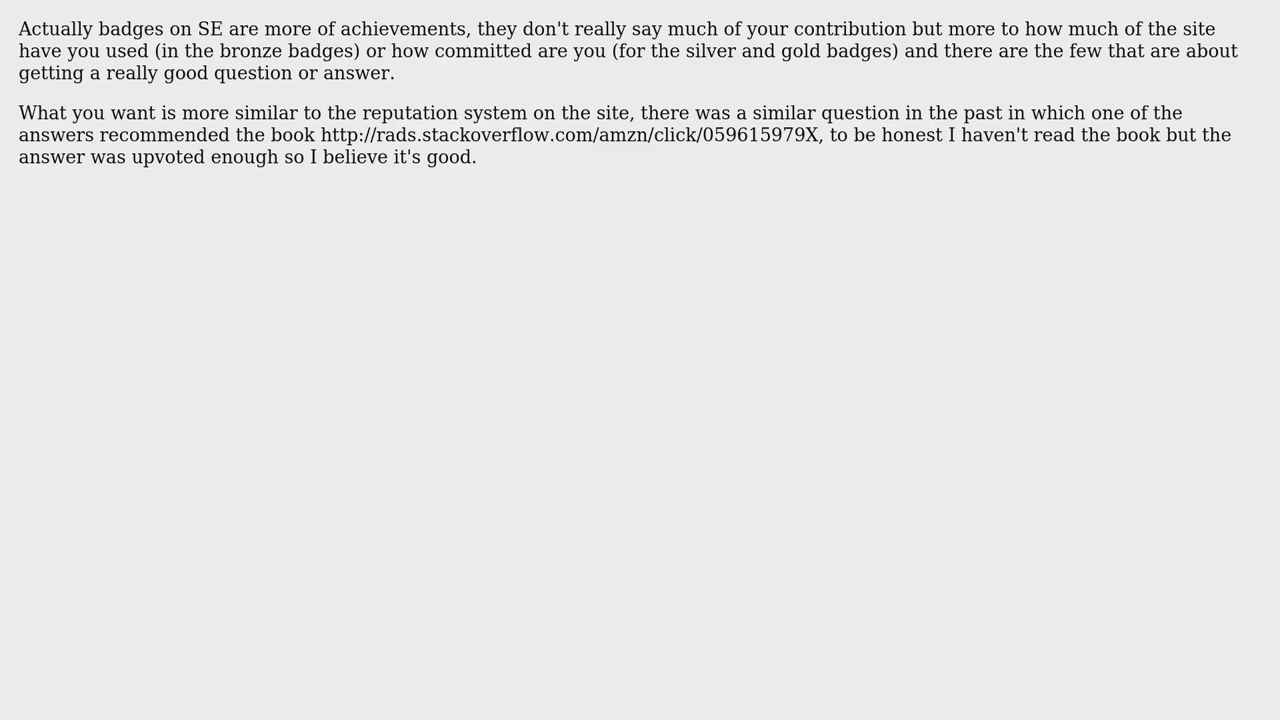 Actually badges on SE are more of achievements, they don't really say much of your contribution but more to how much of the site
have you used (in the bronze badges) or how committed are you (for the silver and gold badges) and there are the few that are about
getting a really good question or answer.
What you want is more similar to the reputation system on the site, there was a similar question in the past in which one of the
answers recommended the book http://rads.stackoverflow.com/amzn/click/059615979X, to be honest I haven't read the book but the
answer was upvoted enough so I believe it's good.